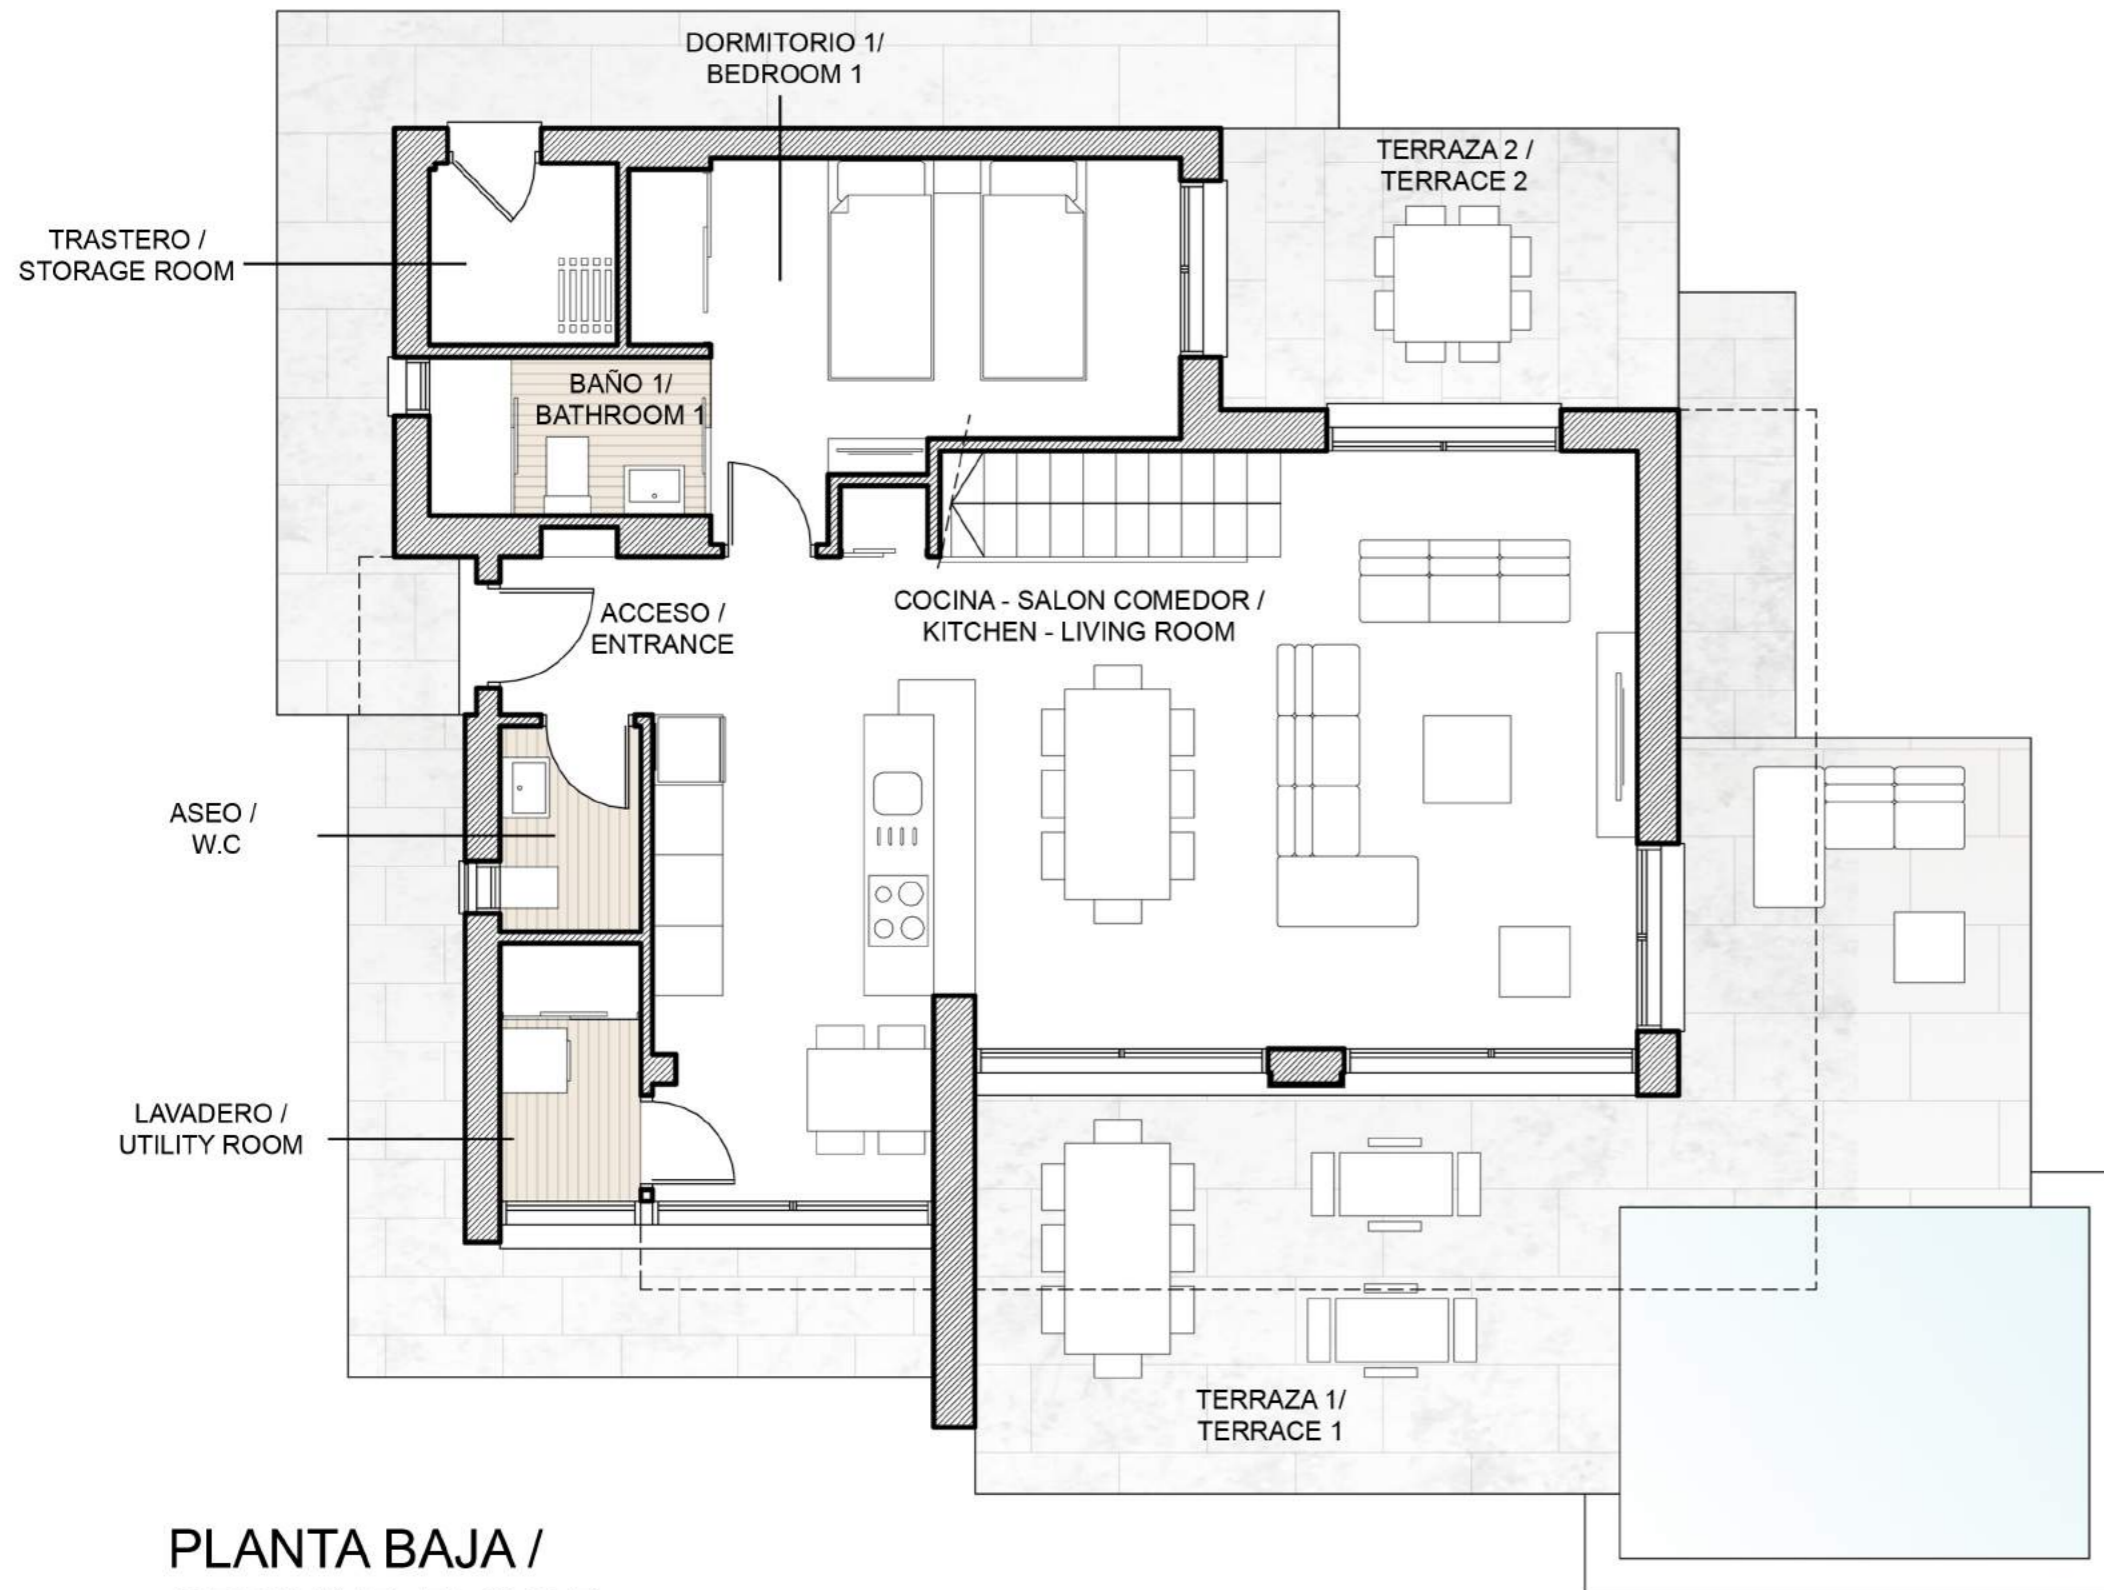 DORMITORIO 1/
BEDROOM 1
TERRAZA 2 /
TERRACE 2
TRASTERO /
STORAGE ROOM
BAÑO 1/
BATHROOM 1
ACCESO /
ENTRANCE
COCINA - SALON COMEDOR /
KITCHEN - LIVING ROOM
ASEO /
W.C
LAVADERO /
UTILITY ROOM
TERRAZA 1/
TERRACE 1
PLANTA BAJA /